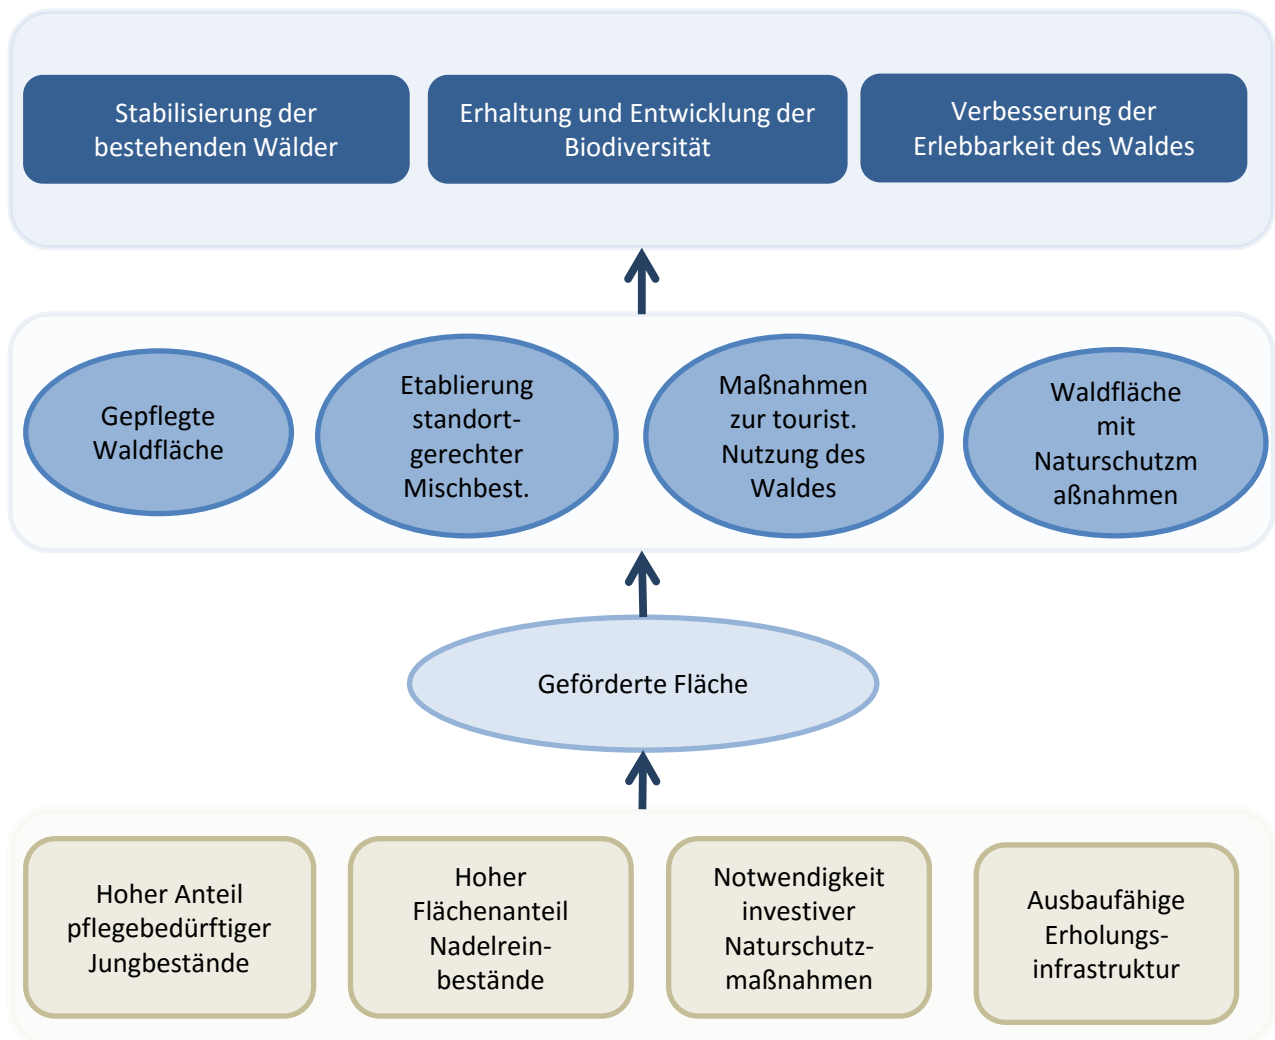 Stabilisierung der
bestehenden Wälder
Erhaltung und Entwicklung der
Biodiversität
Verbesserung der
Erlebbarkeit des Waldes
Gepflegte
Waldfläche
Etablierung
standort-
gerechter
Mischbest.
Maßnahmen
zur tourist.
Nutzung des
Waldes
Waldfläche
mit
Naturschutzm
aßnahmen
Geförderte Fläche
Hoher Anteil
pflegebedürftiger
Jungbestände
Hoher
Flächenanteil
Nadelrein-
bestände
Notwendigkeit
investiver
Naturschutz-
maßnahmen
Ausbaufähige
Erholungs-
infrastruktur